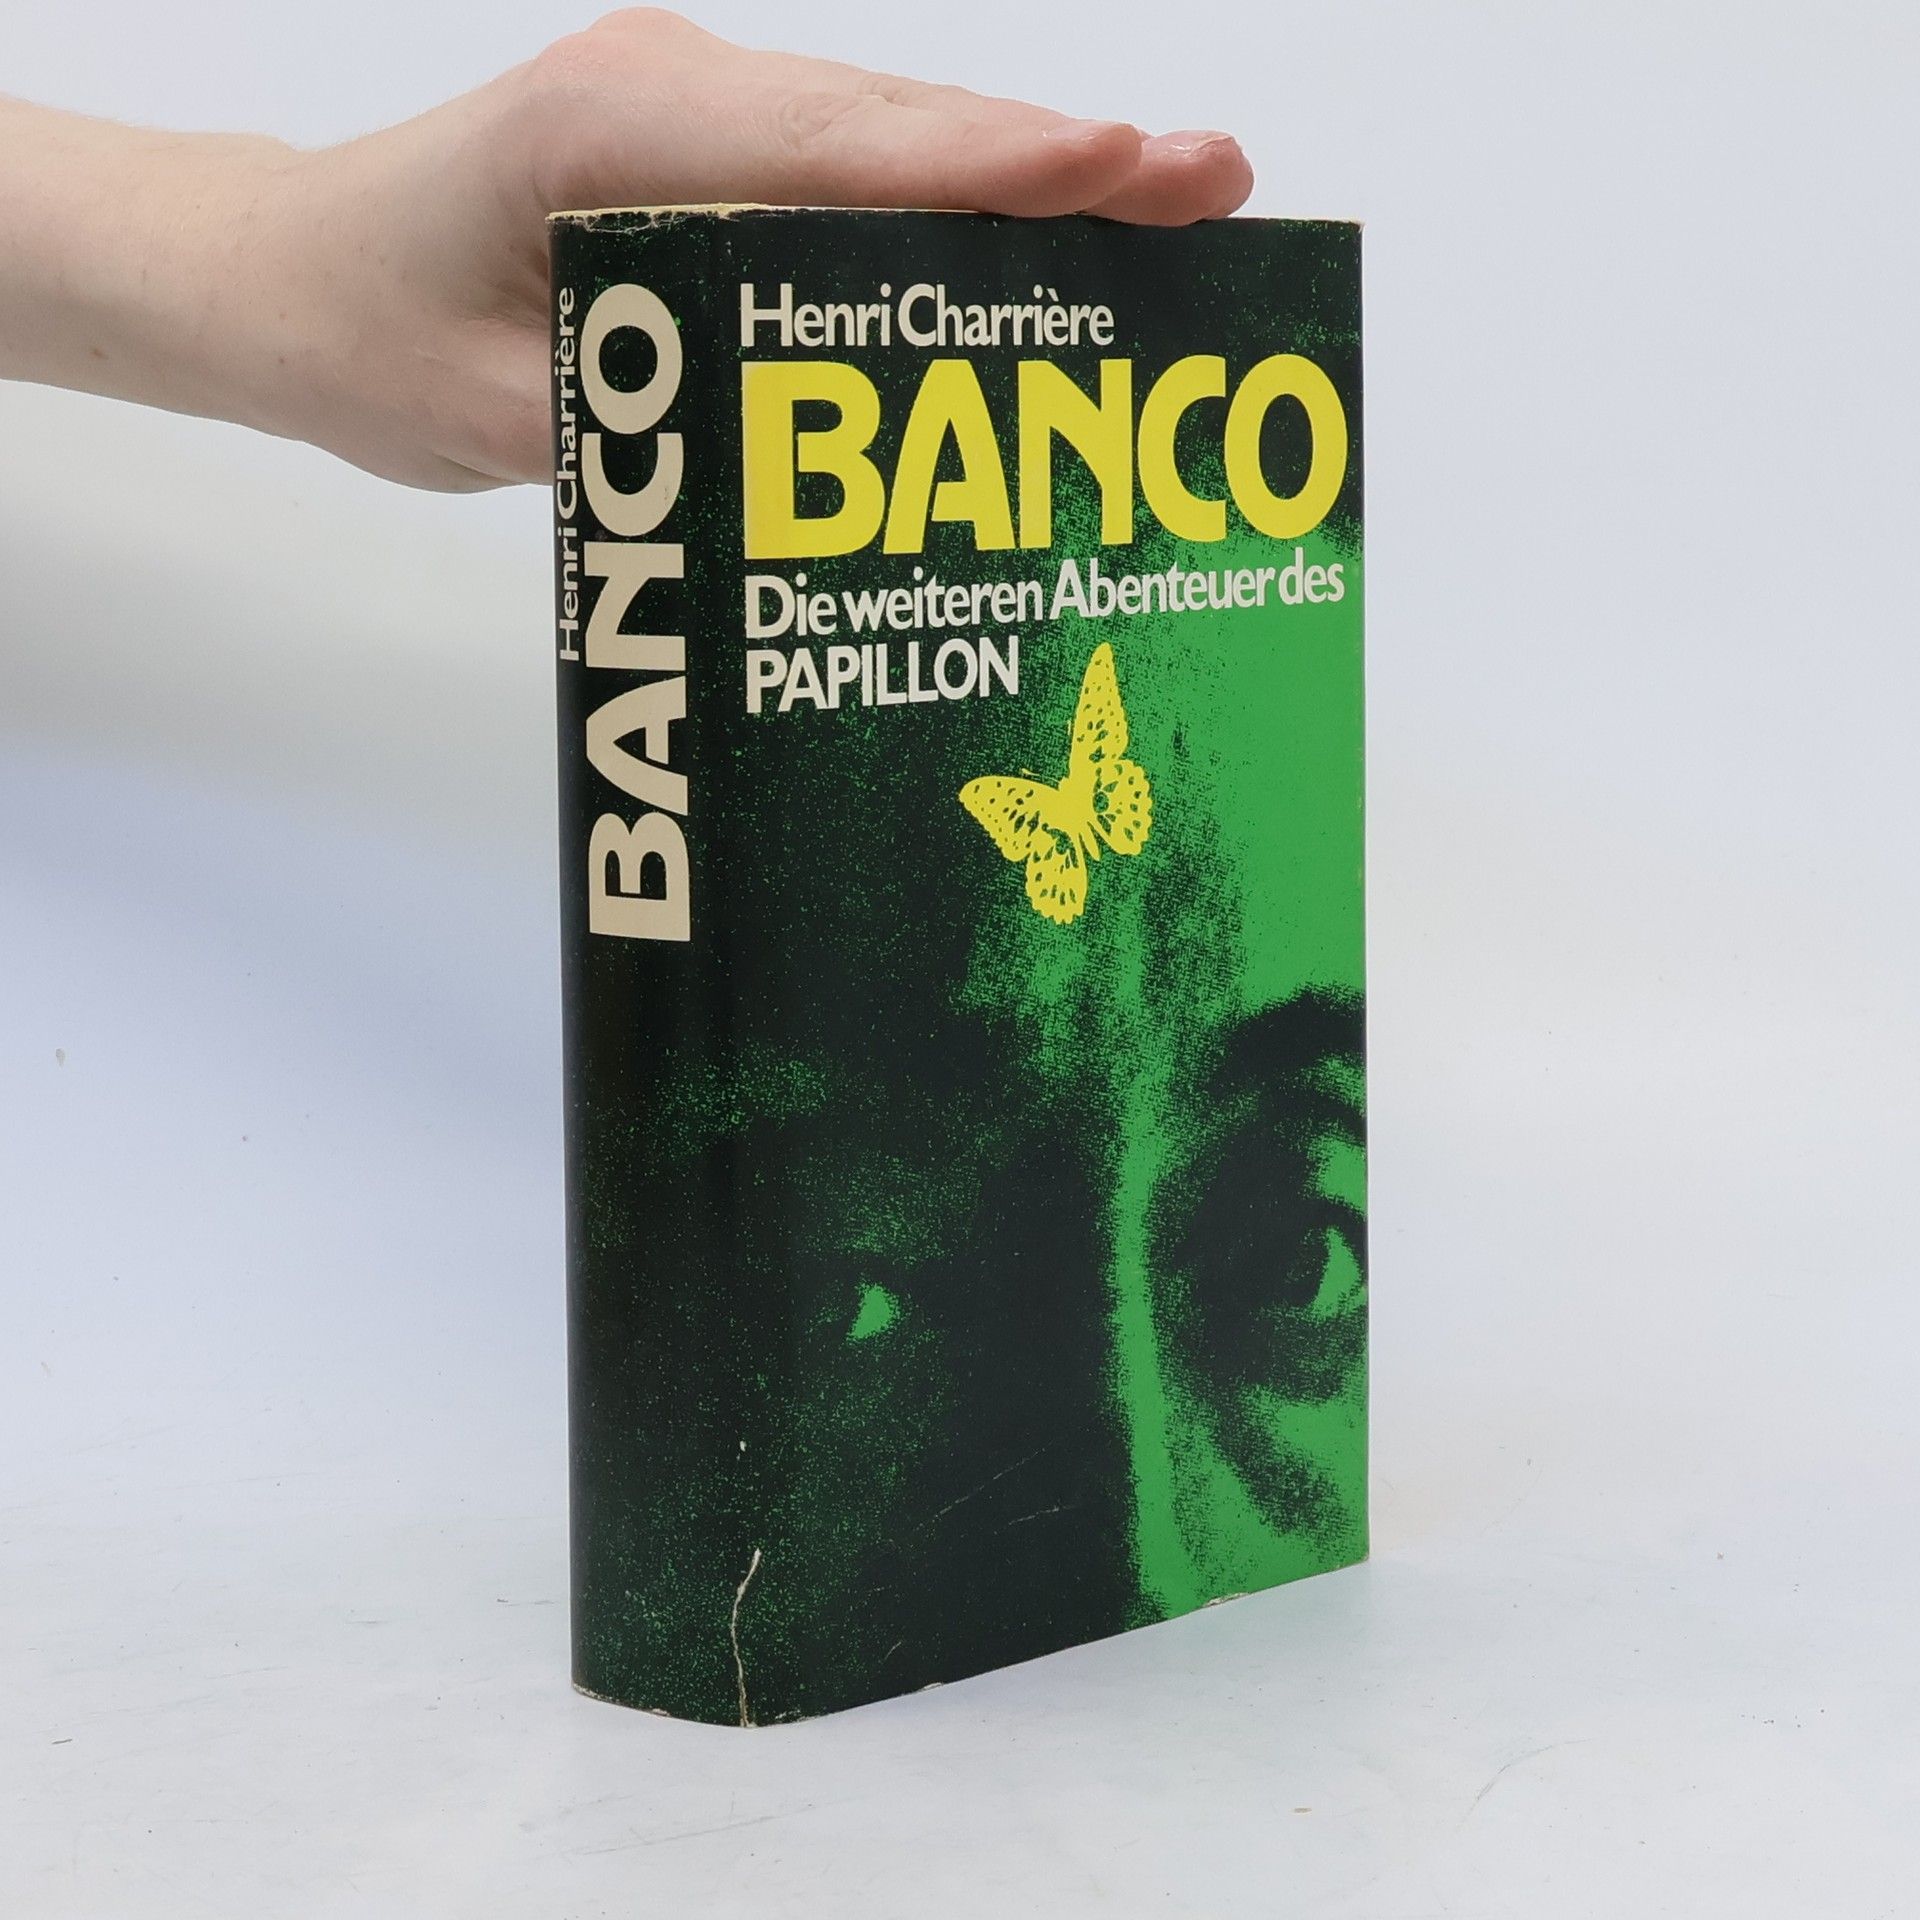 Henri Charrière
BANCO
Henri Charrière
BANCO
Die weiteren Abenteuer des
PAPILLON